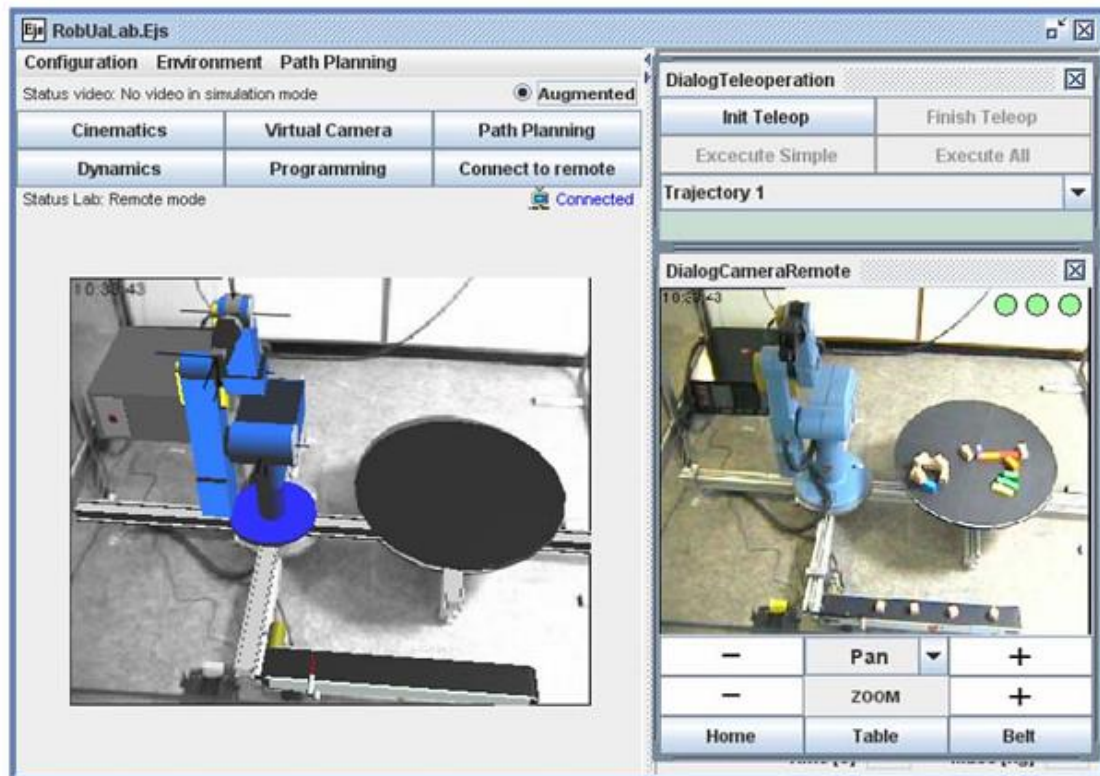 Ejs RobUaLab.Ejs
Configuration Environment Path Planning
Status video: No video in simulation mode
Augmented
Cinematics Virtual Camera Path Planning
Dynamics Programming Connect to remote
Status Lab: Remote mode
Connected
DialogTeleoperation
Init Teleop Finish Teleop
Excecute Simple Execute All
Trajectory 1
DialogCameraRemote
− Pan +
− ZOOM +
Home Table Belt